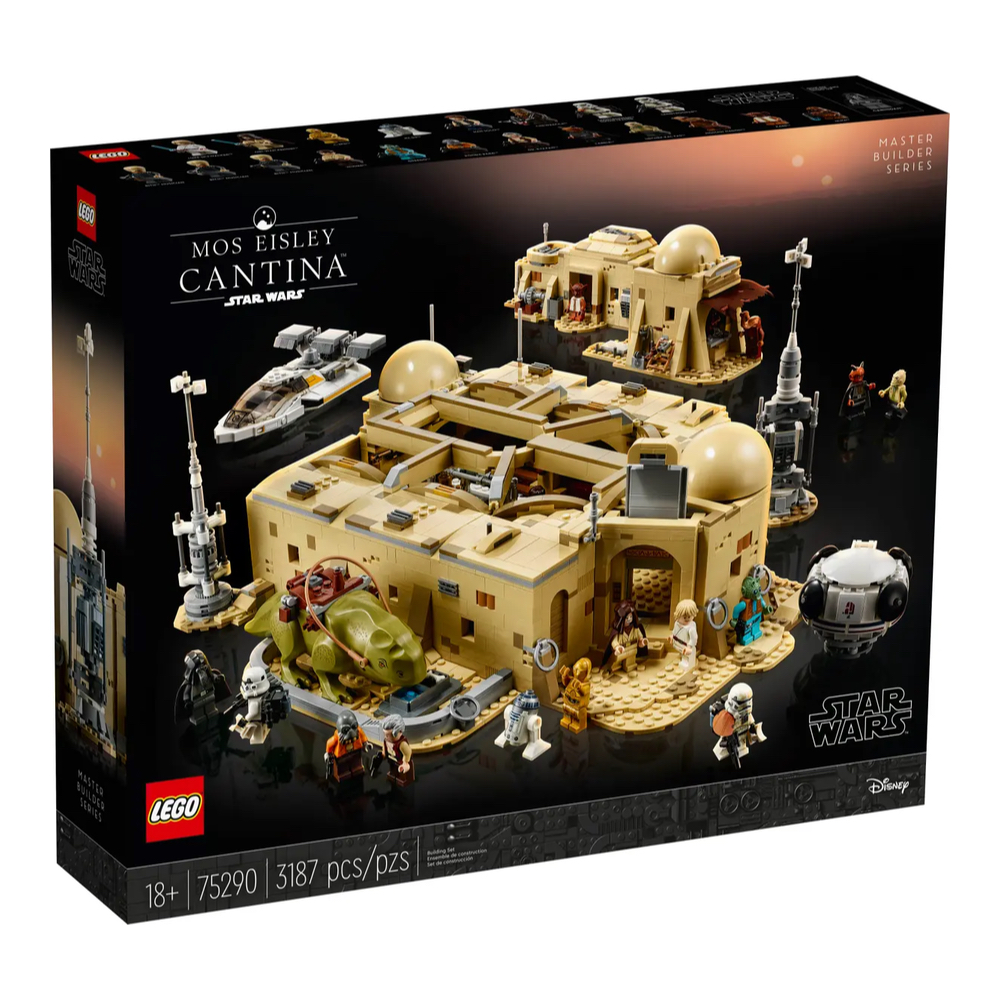 LEGO
MASTER
BUILDER
SERIES
LEGO
STAR
WARS
MOS EISLEY
CANTINA™
STAR WARS
STAR
WARS
MASTER
BUILDER
SERIES
LEGO
Disney
18+ 75290 3187 pcs/pzs
Building Set
Ensemble de construction
Set de construcción